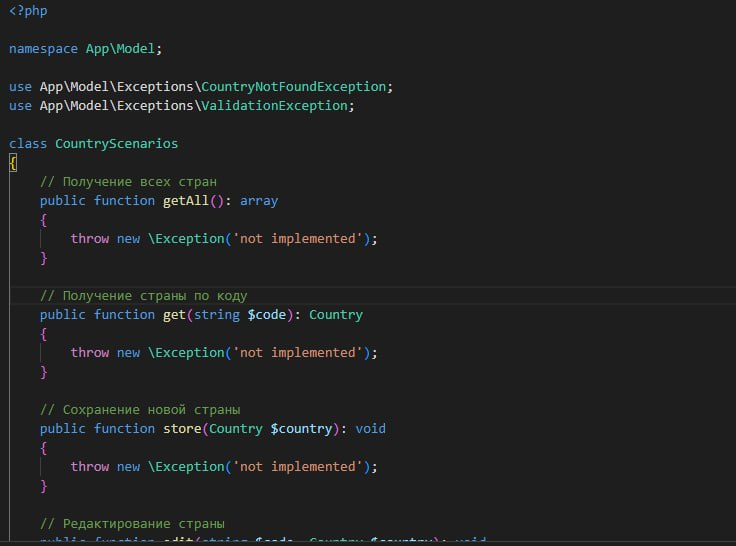 <?php
namespace App\Model;
use App\Model\Exceptions\CountryNotFoundException;
use App\Model\Exceptions\ValidationException;
class CountryScenarios
{
// Получение всех стран
public function getAll(): array
{
throw new \Exception('not implemented');
}
// Получение страны по коду
public function get(string $code): Country
{
throw new \Exception('not implemented');
}
// Сохранение новой страны
public function store(Country $country): void
{
throw new \Exception('not implemented');
}
// Редактирование страны
public function edit(string $code, Country $country): void